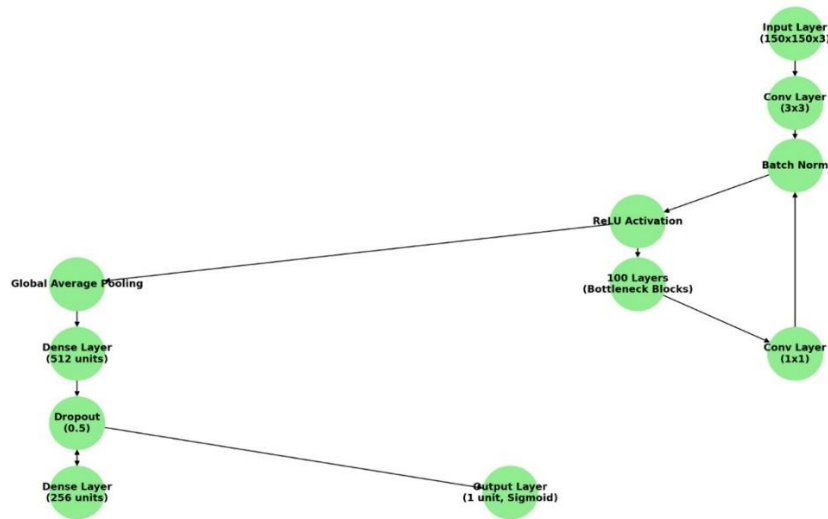 Input Layer
(150x150x3)
Conv Layer
(3x3)
Batch Norm
ReLU Activation
100 Layers
(Bottleneck Blocks)
Global Average Pooling
Dense Layer
(512 units)
Conv Layer
(1x1)
Dropout
(0.5)
Dense Layer
(256 units)
Output Layer
(1 unit, Sigmoid)